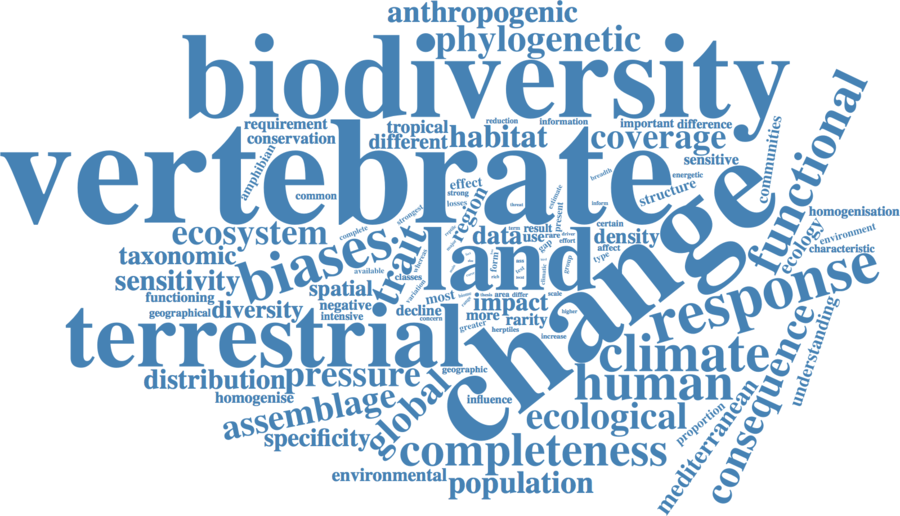 anthropogenic
phylogenetic
biodiversity
requirement
conservation
tropical
different
reduction
habitat
information
important
difference
coverage
sensitive
vertebrate
amphibian
common
effect
strong
losses
strongest
region
threat
estimate
present
breadth
inform
energetic
structure
communities
functional
homogenisation
ecology
environment
characteristic
ecosystem
complete
taxonomic
biases
trait
land
data
term
use
result
rare
driver
effort
gap
certain
density
affect
type
change
response
sensitivity
available
whereas
classes
variation
form
group
climatic
functioning
geographical
diversity
spatial
negative
intensive
decline
concern
most
impact
area
differ
scale
more
rarity
higher
greater
herptiles
increase
terrestrial
climate
understanding
consequence
distribution
pressure
homogenise
assemblage
global
geographic
influence
human
specificity
ecological
proportion
mediterranean
completeness
environmental
population